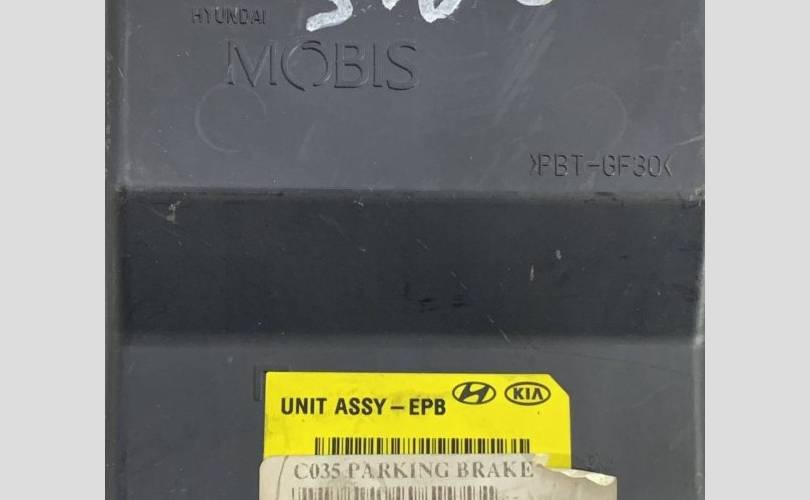 HYUNDAI
MOBIS
>PBT-GF30<
UNIT ASSY-EPB
KIA
C035 PARKING BRAKE